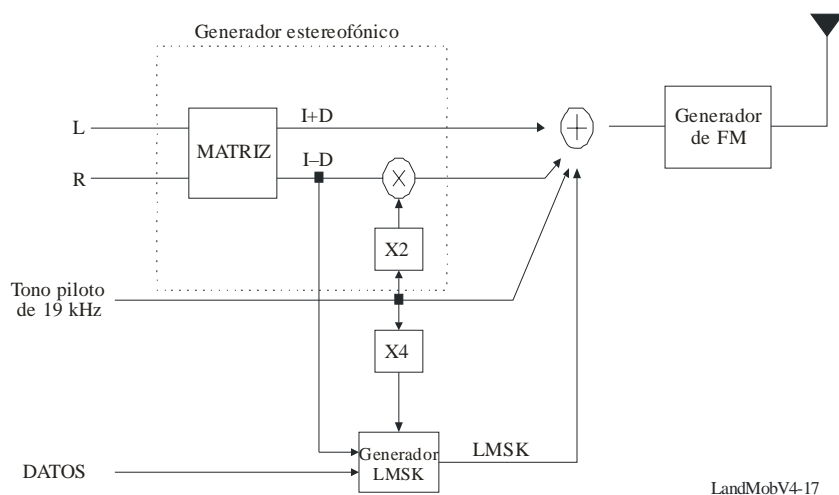 Generador estereofónico
L
R
MATRIZ
I+D
I–D
X
+
Generador
de FM
X2
Tono piloto
de 19 kHz
X4
DATOS
Generador
LMSK
LMSK
LandMobV4-17